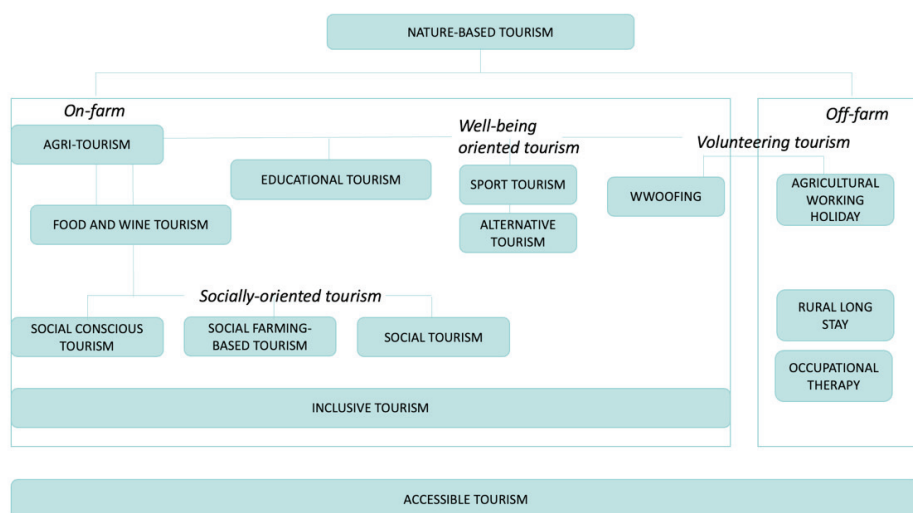 NATURE-BASED TOURISM
On-farm
Off-farm
AGRI-TOURISM
Well-being
oriented tourism
Volunteering tourism
EDUCATIONAL TOURISM
SPORT TOURISM
WWOOFING
AGRICULTURAL
WORKING
HOLIDAY
FOOD AND WINE TOURISM
ALTERNATIVE
TOURISM
Socially-oriented tourism
SOCIAL CONSCIOUS
TOURISM
SOCIAL FARMING-
BASED TOURISM
SOCIAL TOURISM
RURAL LONG
STAY
OCCUPATIONAL
THERAPY
INCLUSIVE TOURISM
ACCESSIBLE TOURISM